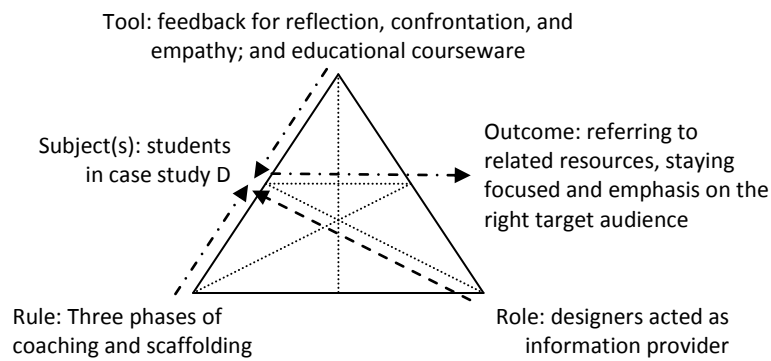 Tool: feedback for reflection, confrontation, and
empathy; and educational courseware
Subject(s): students
in case study D
Outcome: referring to
related resources, staying
focused and emphasis on the
right target audience
Rule: Three phases of
coaching and scaffolding
Role: designers acted as
information provider